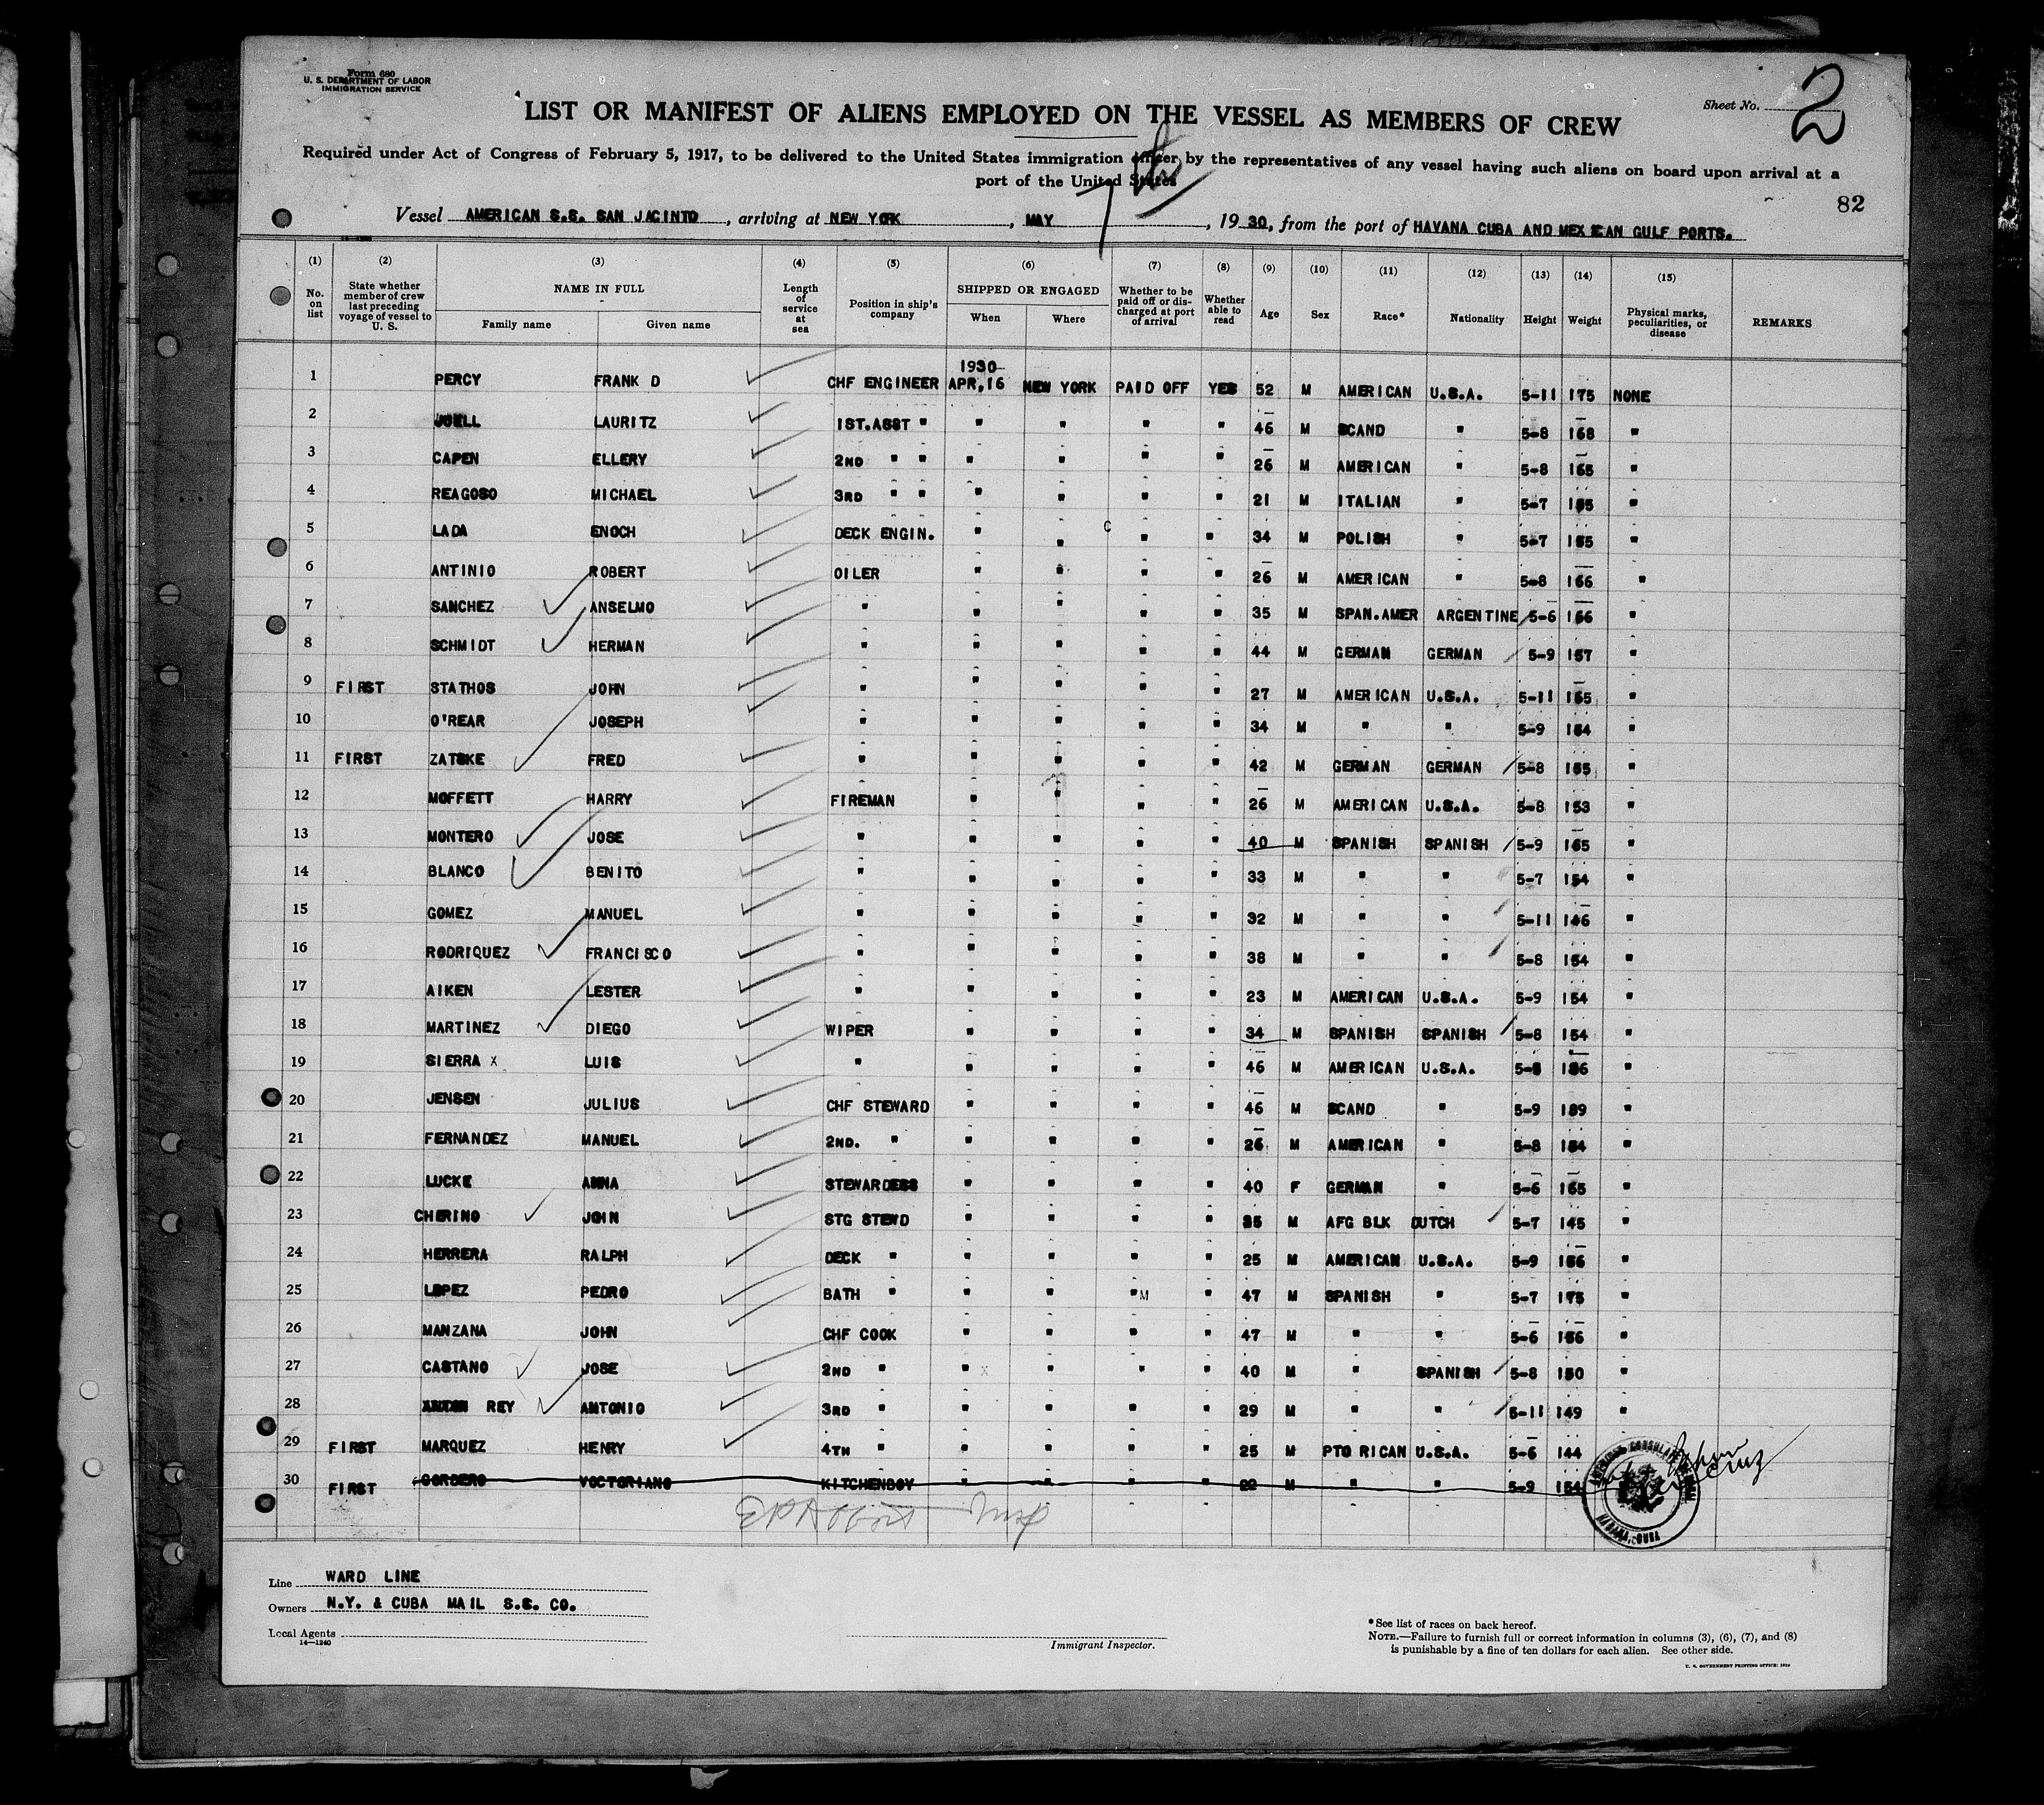 Form 680
U. S. DEPARTMENT OF LABOR
IMMIGRATION SERVICE
Sheet No. 2
LIST OR MANIFEST OF ALIENS EMPLOYED ON THE VESSEL AS MEMBERS OF CREW
Required under Act of Congress of February 5, 1917, to be delivered to the United States immigration officer by the representatives of any vessel having such aliens on board upon arrival at a
port of the United States
82
Vessel AMERICAN S.S. SAN JACINTO, arriving at NEW YORK, MAY 7th, 1930, from the port of HAVANA CUBA AND MEXICAN GULF PORTS.
(1) No. on list (2) State whether member of crew last preceding voyage of vessel to U. S. (3) NAME IN FULL Family name Given name (4) Length of service at sea (5) Position in ship's company (6) SHIPPED OR ENGAGED When Where (7) Whether to be paid off or discharged at port of arrival (8) Whether able to read (9) Age (10) Sex (11) Race* (12) Nationality (13) Height (14) Weight (15) Physical marks, peculiarities, or disease REMARKS
1 PERCY FRANK D CHF ENGINEER 1930 APR,16 NEW YORK PAID OFF YES 52 M AMERICAN U.S.A. 5-11 175 NONE
2 JUELL LAURITZ 1ST.ASST " " " " " 46 M SCAND " 5-8 168 "
3 CAPEN ELLERY 2ND " " " " " " 26 M AMERICAN " 5-8 165 "
4 REAGOSO MICHAEL 3RD " " " " " " 21 M ITALIAN " 5-7 155 "
5 LADA ENOCH DECK ENGIN. " " C " " 34 M POLISH " 5-7 155 "
6 ANTINIO ROBERT OILER " " " " 26 M AMERICAN " 5-8 166 "
7 SANCHEZ ANSELMO " " " " " 35 M SPAN.AMER ARGENTINE 5-6 166 "
8 SCHMIDT HERMAN " " " " " 44 M GERMAN GERMAN 5-9 157 "
9 FIRST STATHOS JOHN " " " " " 27 M AMERICAN U.S.A. 5-11 165 "
10 O'REAR JOSEPH " " " " " 34 M " " 5-9 164 "
11 FIRST ZATSKE FRED " " " " " 42 M GERMAN GERMAN 5-8 165 "
12 MOFFETT HARRY FIREMAN " " " " 26 M AMERICAN U.S.A. 5-8 153 "
13 MONTERO JOSE " " " " " 40 M SPANISH SPANISH 5-9 165 "
14 BLANCO BENITO " " " " " 33 M " " 5-7 154 "
15 GOMEZ MANUEL " " " " " 32 M " " 5-11 146 "
16 RODRIQUEZ FRANCISCO " " " " " 38 M " " 5-8 154 "
17 AIKEN LESTER " " " " " 23 M AMERICAN U.S.A. 5-9 154 "
18 MARTINEZ DIEGO WIPER " " " " 34 M SPANISH SPANISH 5-8 154 "
19 SIERRA X LUIS " " " " " 46 M AMERICAN U.S.A. 5-8 186 "
20 JENSEN JULIUS CHF STEWARD " " " " 46 M SCAND " 5-9 189 "
21 FERNANDEZ MANUEL 2ND. " " " " " 26 M AMERICAN " 5-8 154 "
22 LUCKE ANNA STEWARDESS " " " " 40 F GERMAN " 5-6 165 "
23 CHERINO JOHN STG STEWD " " " " 35 M AFG BLK DUTCH 5-7 145 "
24 HERRERA RALPH DECK " " " " " 25 M AMERICAN U.S.A. 5-9 156 "
25 LOPEZ PEDRO BATH " " " " M " 47 M SPANISH " 5-7 175 "
26 MANZANA JOHN CHF COOK " " " " 47 M " " 5-6 156 "
27 CASTANO JOSE 2ND " " X " " " 40 M " SPANISH 5-8 150 "
28 REY ANTONIO 3RD " " " " " 29 M " " 5-11 149 "
29 FIRST MARQUEZ HENRY 4TH " " " " " 25 M PTO RICAN U.S.A. 5-6 144
30 FIRST CORDERO VOCTORIANO KITCHENBOY " " " " 22 M " " 5-9 154
HABANA, CUBA
Line WARD LINE
Owners N.Y. & CUBA MAIL S.S. CO.
Local Agents
14—1240
Immigrant Inspector.
*See list of races on back hereof.
NOTE.—Failure to furnish full or correct information in columns (3), (6), (7), and (8)
is punishable by a fine of ten dollars for each alien. See other side.
U. S. GOVERNMENT PRINTING OFFICE: 1929